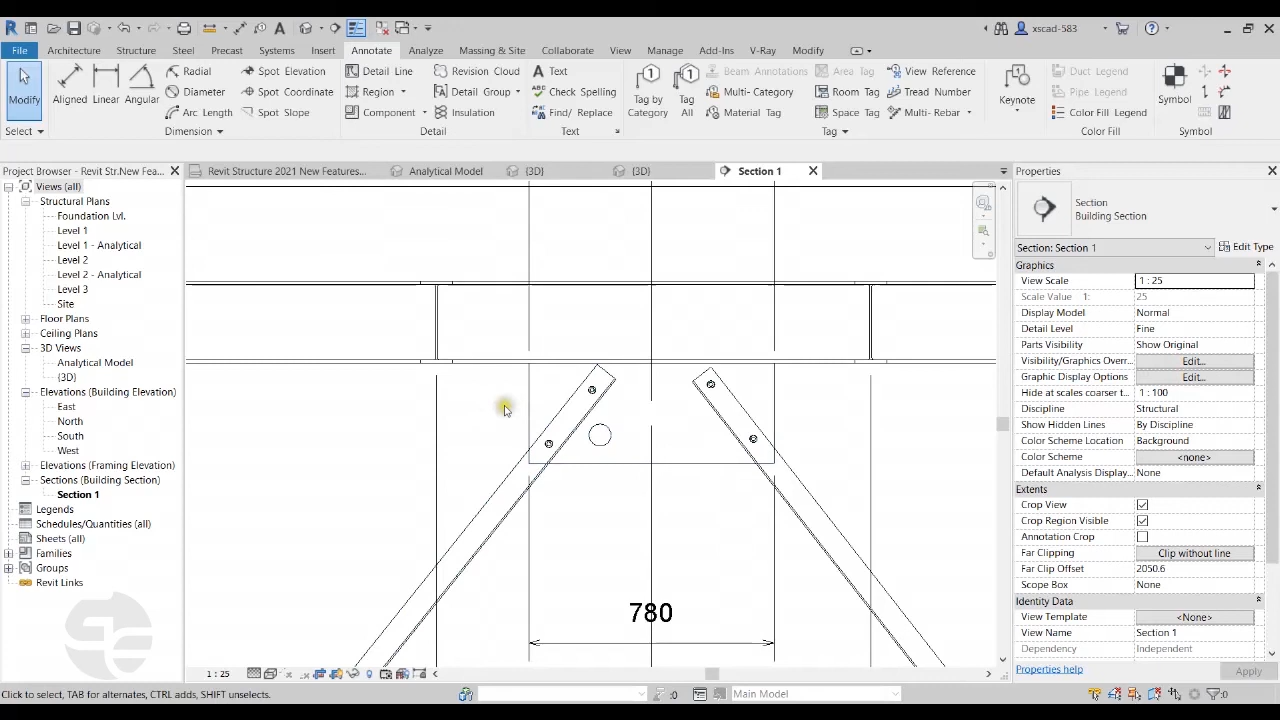 xscad-583
File Architecture Structure Steel Precast Systems Insert Annotate Analyze Massing & Site Collaborate View Manage Add-Ins V-Ray Modify
Modify
Select
Aligned
Linear
Angular
Radial
Diameter
Arc Length
Spot Elevation
Spot Coordinate
Spot Slope
Dimension
Detail Line
Region
Component
Revision Cloud
Detail Group
Insulation
Detail
Text
Check Spelling
Find/ Replace
Text
Tag by
Category
Tag
All
Beam Annotations
Multi- Category
Material Tag
Area Tag
Room Tag
Space Tag
View Reference
Tread Number
Multi- Rebar
Tag
Keynote
Duct Legend
Pipe Legend
Color Fill Legend
Color Fill
Symbol
Symbol
Project Browser - Revit Str.New Fea...
Views (all)
Structural Plans
Foundation Lvl.
Level 1
Level 1 - Analytical
Level 2
Level 2 - Analytical
Level 3
Site
Floor Plans
Ceiling Plans
3D Views
Analytical Model
{3D}
Elevations (Building Elevation)
East
North
South
West
Elevations (Framing Elevation)
Sections (Building Section)
Section 1
Legends
Schedules/Quantities (all)
Sheets (all)
Families
Groups
Revit Links
Revit Structure 2021 New Features... Analytical Model {3D} {3D} Section 1
780
1 : 25
Properties
Section
Building Section
Section: Section 1 Edit Type
Graphics
View Scale 1 : 25
Scale Value 1: 25
Display Model Normal
Detail Level Fine
Parts Visibility Show Original
Visibility/Graphics Overr... Edit...
Graphic Display Options Edit...
Hide at scales coarser t... 1 : 100
Discipline Structural
Show Hidden Lines By Discipline
Color Scheme Location Background
Color Scheme <none>
Default Analysis Display... None
Extents
Crop View
Crop Region Visible
Annotation Crop
Far Clipping Clip without line
Far Clip Offset 2050.6
Scope Box None
Identity Data
View Template <None>
View Name Section 1
Dependency Independent
Properties help Apply
Click to select, TAB for alternates, CTRL adds, SHIFT unselects. :0 Main Model :0